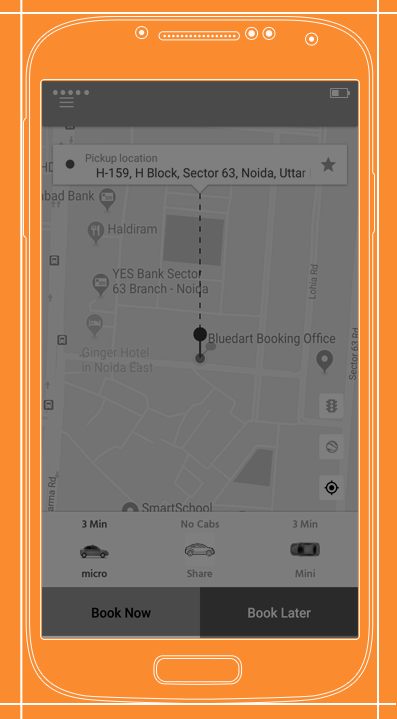 Pickup location
H-159, H Block, Sector 63, Noida, Uttar
bad Bank
Haldiram
YES Bank Sector
63 Branch - Noida
Lohia Rd
Bluedart Booking Office
Ginger Hotel
in Noida East
Sector 63 Rd
arma Rd
SmartSchool
3 Min
No Cabs
3 Min
micro
Share
Mini
Book Now
Book Later